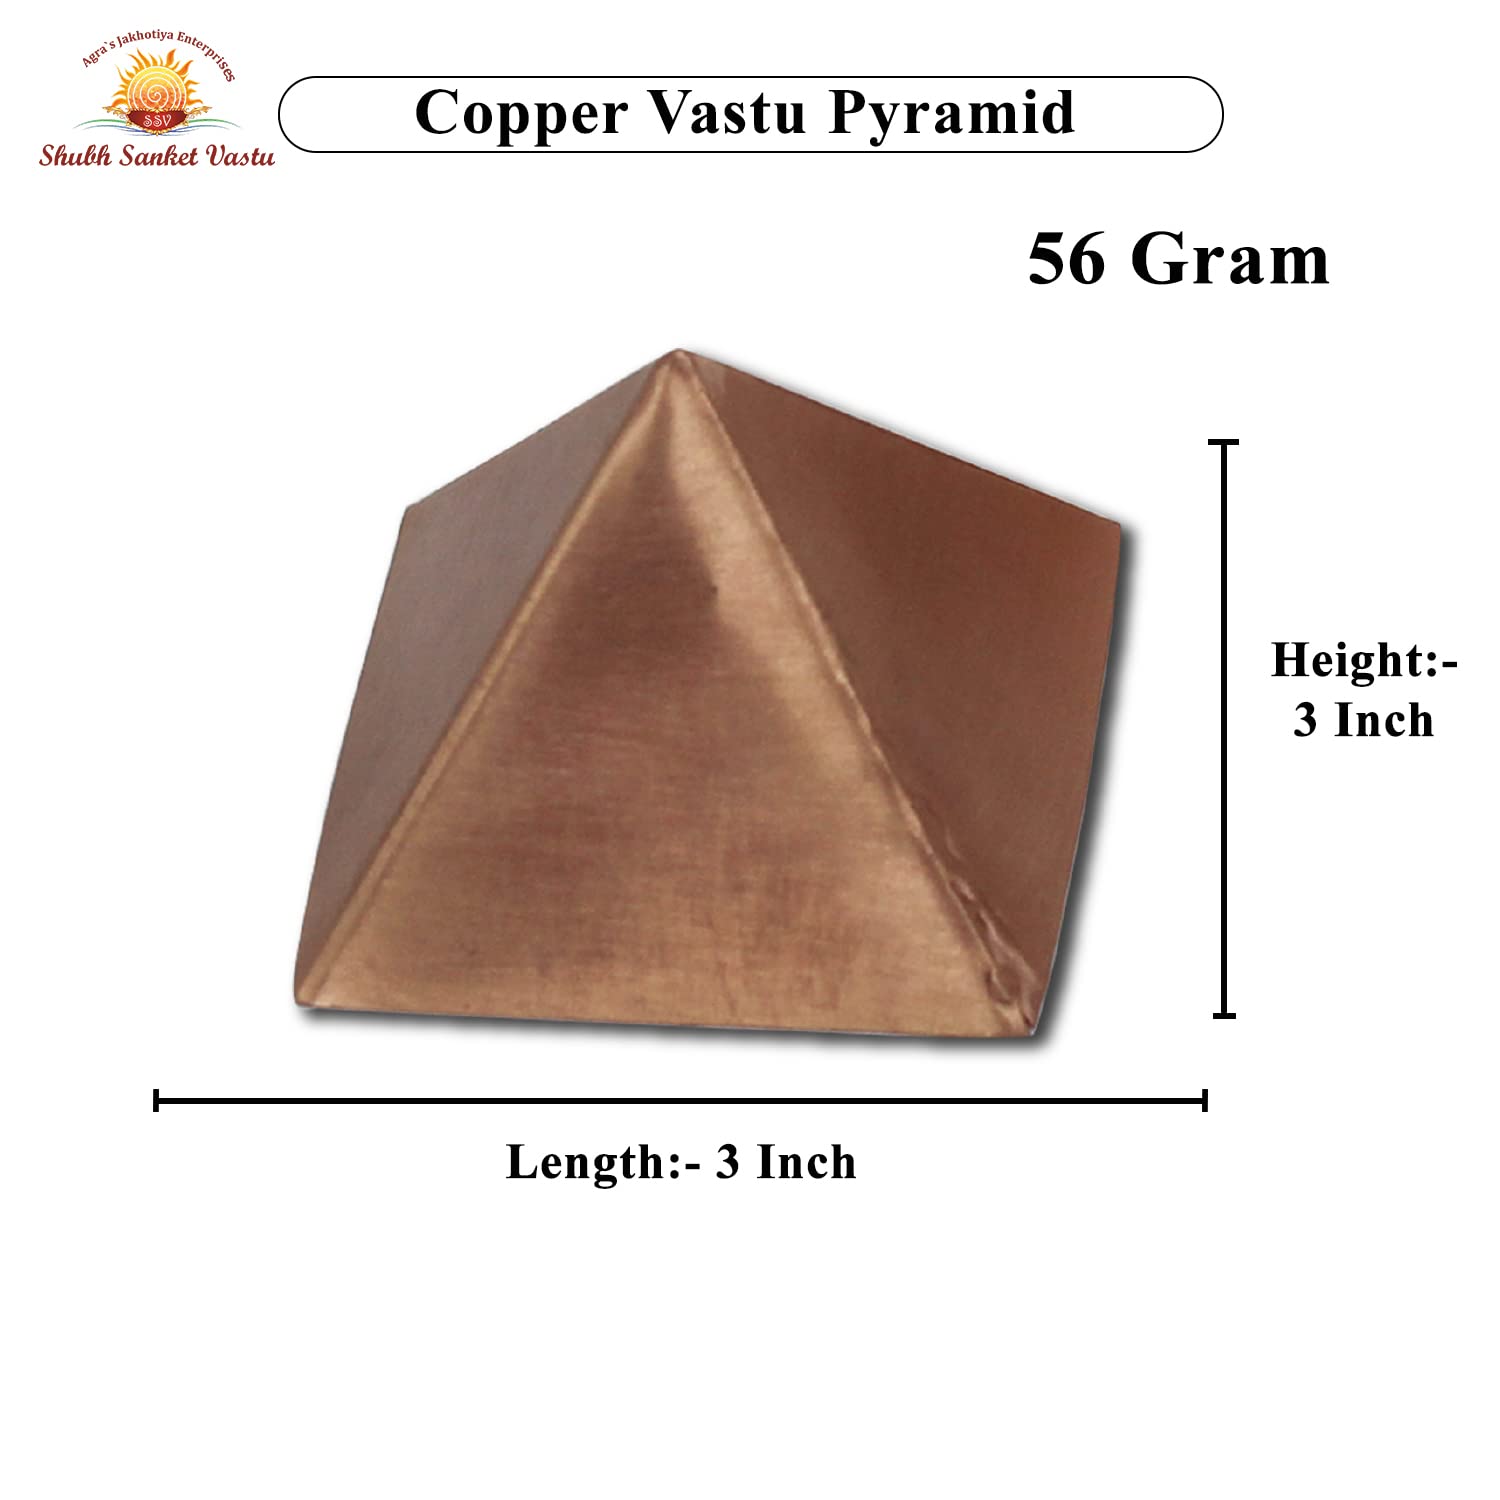 Agra`s Jakhotiya Enterprises
SSV
Shubh Sanket Vastu
Copper Vastu Pyramid
56 Gram
Height:-
3 Inch
Length:- 3 Inch